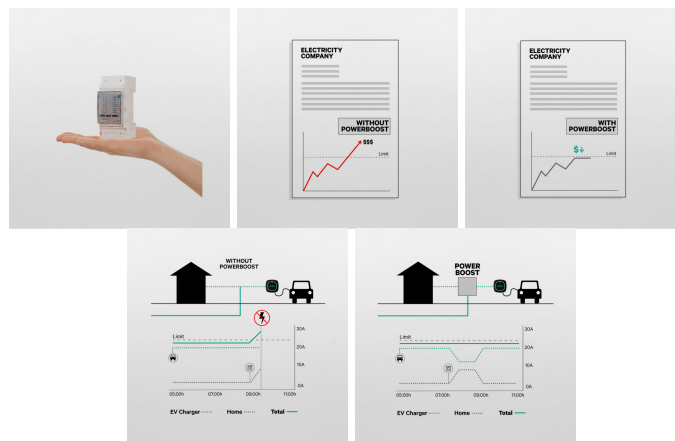 ELECTRICITY
COMPANY
WITHOUT
POWERBOOST
$$$
Limit
ELECTRICITY
COMPANY
WITH
POWERBOOST
$↓
Limit
WITHOUT
POWERBOOST
Limit
30A
20A
10A
0A
05:00h 07:00h 09:00h 11:00h
EV Charger Home Total
POWER
BOOST
Limit
30A
20A
10A
0A
05:00h 07:00h 09:00h 11:00h
EV Charger Home Total